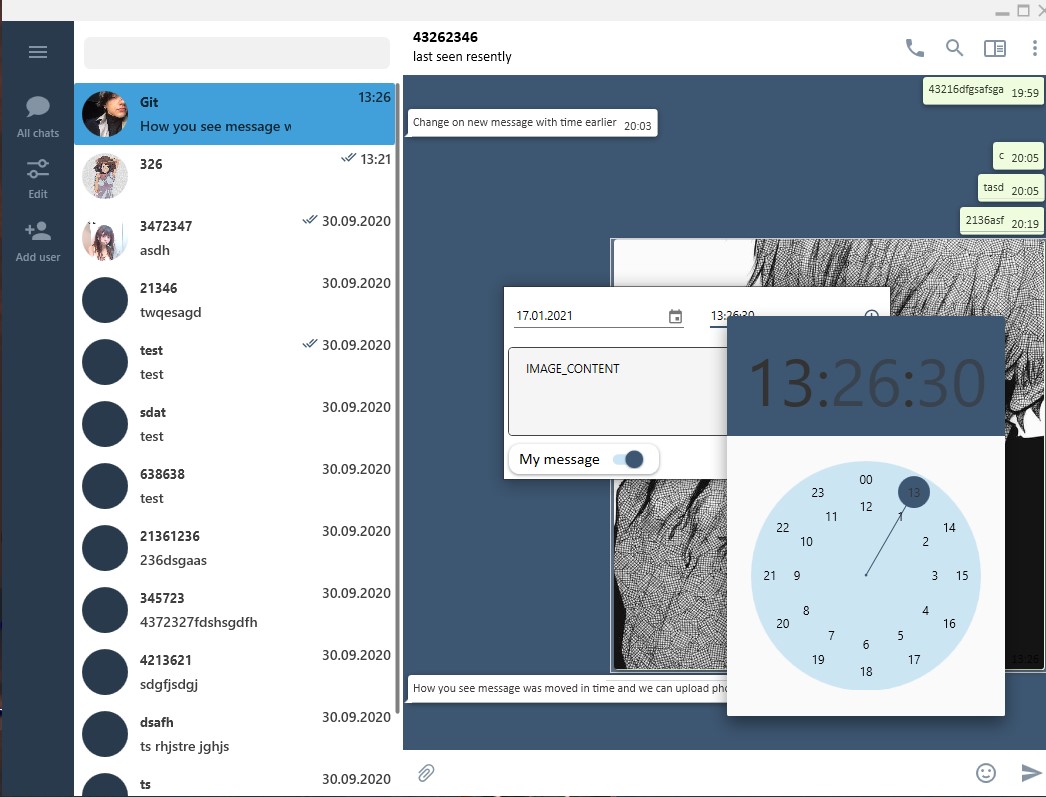 All chats
Edit
Add user
Git 13:26
How you see message w
326 13:21
3472347 30.09.2020
asdh
21346 30.09.2020
twqesagd
test 30.09.2020
test
sdat 30.09.2020
test
638638 30.09.2020
test
21361236 30.09.2020
236dsgaas
345723 30.09.2020
4372327fdshsgdfh
4213621 30.09.2020
sdgfjsdgj
dsafh 30.09.2020
ts rhjstre jghjs
ts 30.09.2020
43262346
last seen resently
43216dfgsafsga 19:59
Change on new message with time earlier 20:03
c 20:05
tasd 20:05
2136asf 20:19
17.01.2021 13:26:30
IMAGE_CONTENT
My message
13:26:30
00
23 13
12
11 1
22 14
10 2
21 9 3 15
8 4
20 16
7 5
6
19 17
18
13:26
How you see message was moved in time and we can upload pho